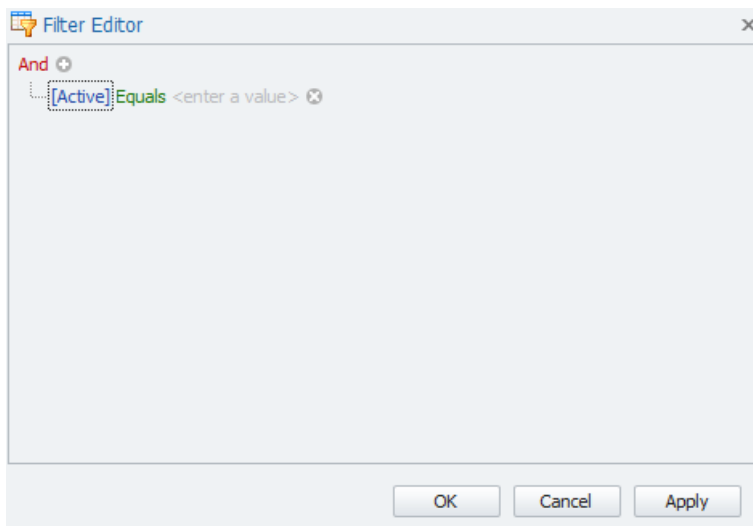 Filter Editor
And
[Active] Equals <enter a value>
OK Cancel Apply